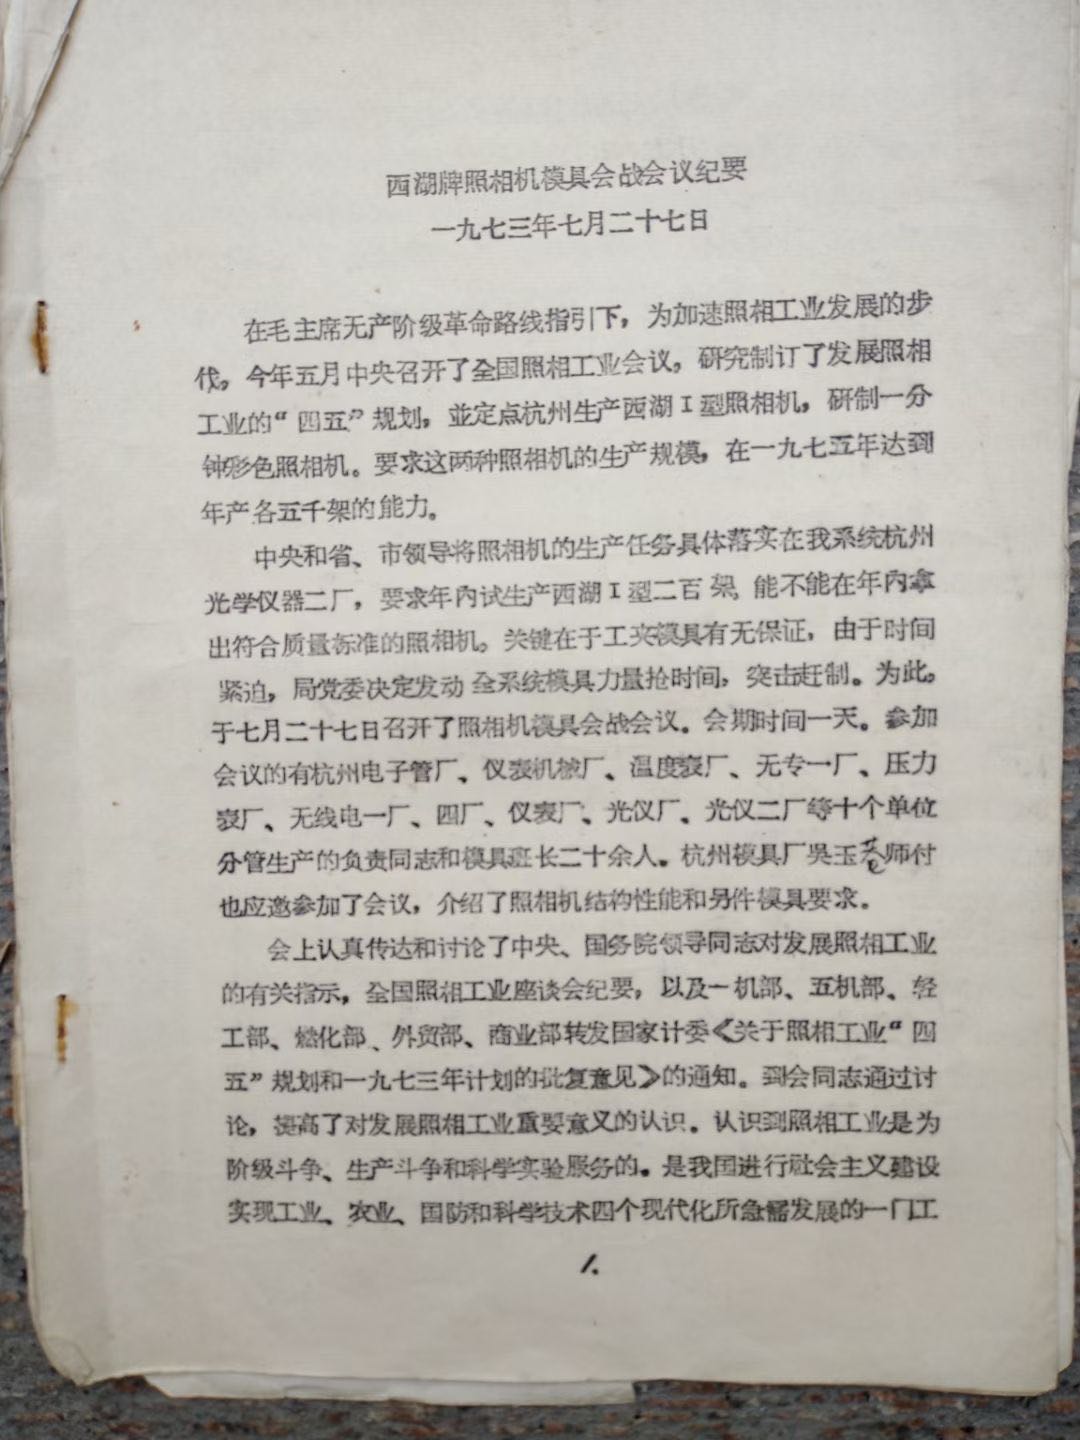 西湖牌照相机模具会战会议纪要
一九七三年七月二十七日
在毛主席无产阶级革命路线指引下，为加速照相工业发展的步
伐，今年五月中央召开了全国照相工业会议，研究制订了发展照相
工业的“四五”规划，並定点杭州生产西湖I型照相机，研制一分
钟彩色照相机。要求这两种照相机的生产规模，在一九七五年达到
年产各五千架的能力。
中央和省、市领导将照相机的生产任务具体落实在我系统杭州
光学仪器二厂，要求年内试生产西湖I型二百架，能不能在年内拿
出符合质量标准的照相机。关键在于工夹模具有无保证，由于时间
紧迫，局党委决定发动全系统模具力量抢时间，突击赶制。为此。
于七月二十七日召开了照相机模具会战会议。会期时间一天。参加
会议的有杭州电子管厂、仪表机械厂、温度表厂、无专一厂、压力
表厂、无线电一厂、四厂、仪表厂、光仪厂、光仪二厂等十个单位
分管生产的负责同志和模具班长二十余人。杭州模具厂吳玉师付
也应邀参加了会议，介绍了照相机结构性能和另件模具要求。
会上认真传达和讨论了中央、国务院领导同志对发展照相工业
的有关指示，全国照相工业座谈会纪要，以及一机部、五机部、轻
工部、燃化部、外贸部、商业部转发国家计委《关于照相工业“四
五”规划和一九七三年计划的批复意见》的通知。到会同志通过讨
论，提高了对发展照相工业重要意义的认识。认识到照相工业是为
阶级斗争、生产斗争和科学实验服务的。是我国进行社会主义建设
实现工业、农业、国防和科学技术四个现代化所急需发展的一门工
1.